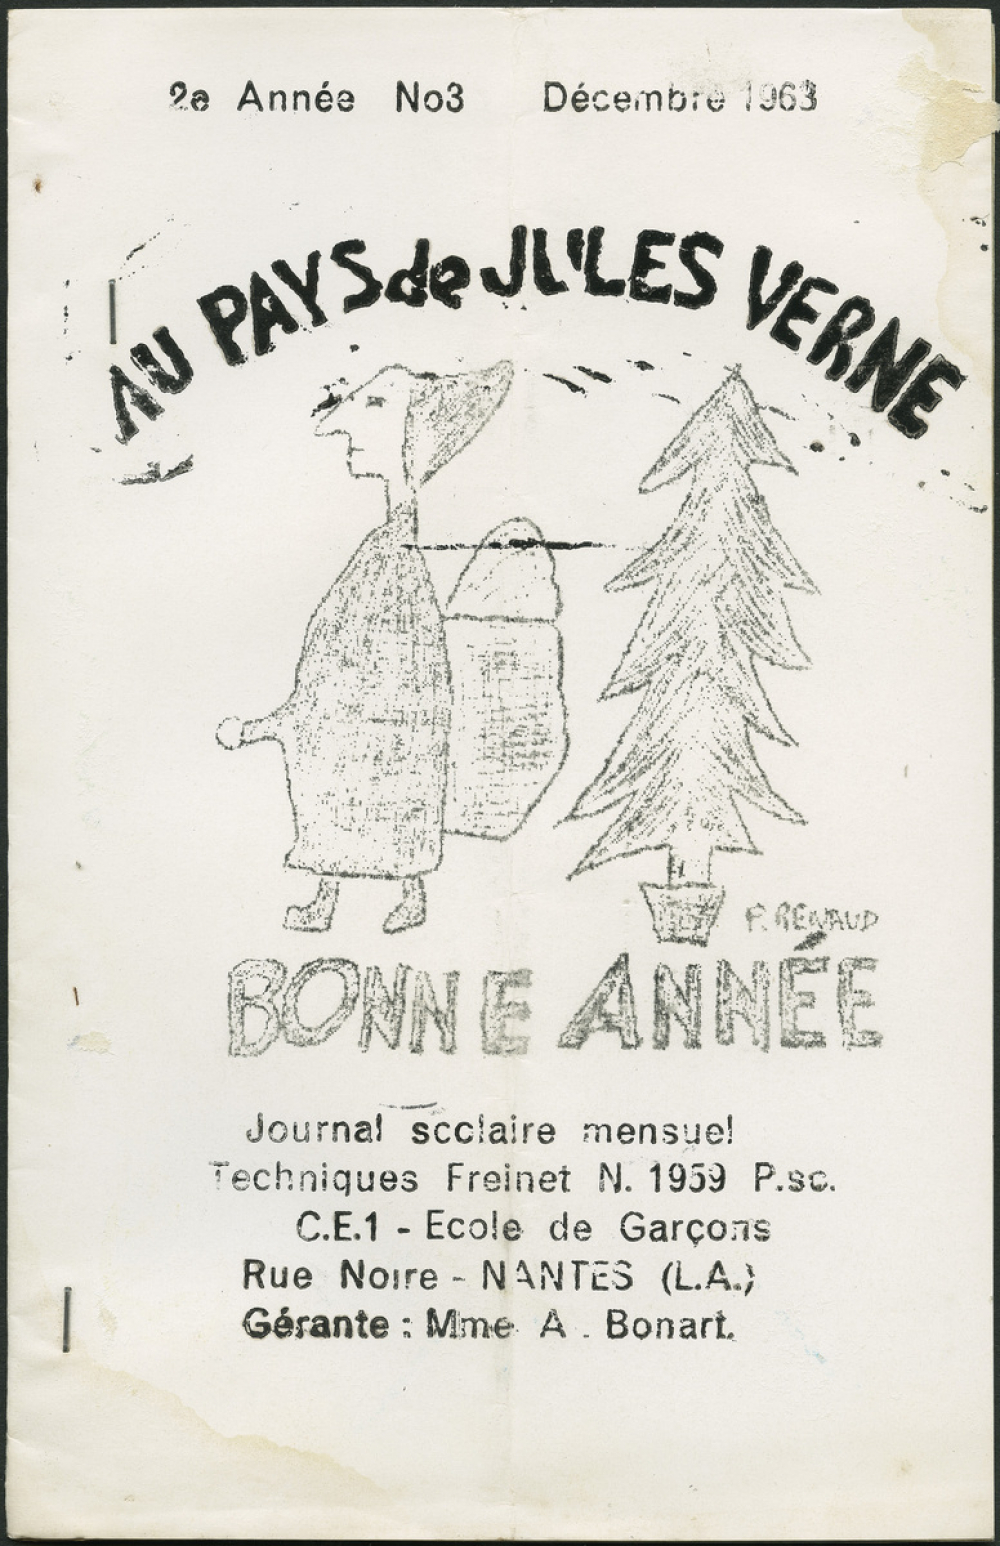 2e Année No3 Décembre 1963
AU PAYS de JULES VERNE
P. RENAUD
BONNE ANNÉE
Journal scolaire mensuel
Techniques Freinet N. 1959 P.sc.
C.E.1 - Ecole de Garçons
Rue Noire - NANTES (L.A.)
Gérante : Mme A . Bonart.